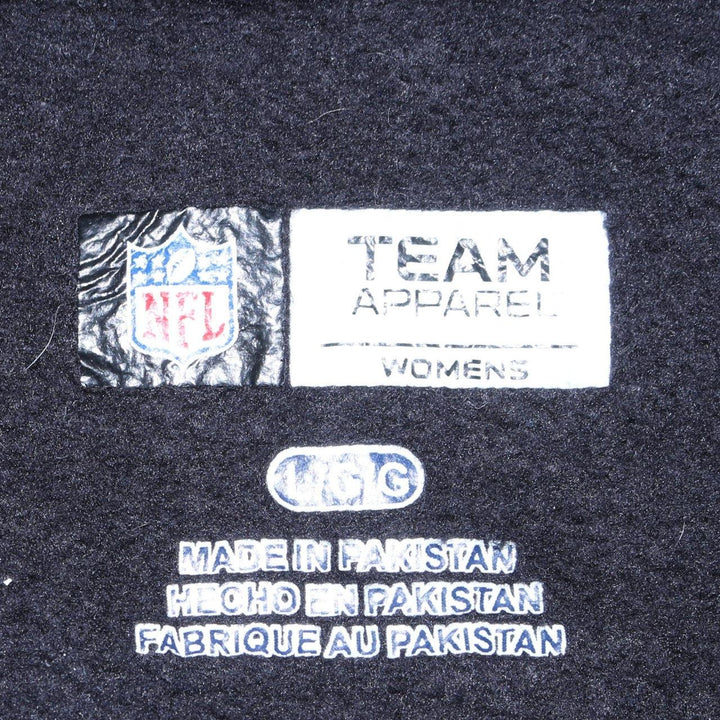 NFL
TEAM
APPAREL
WOMENS
L/G G
MADE IN PAKISTAN
HECHO EN PAKISTAN
FABRIQUE AU PAKISTAN